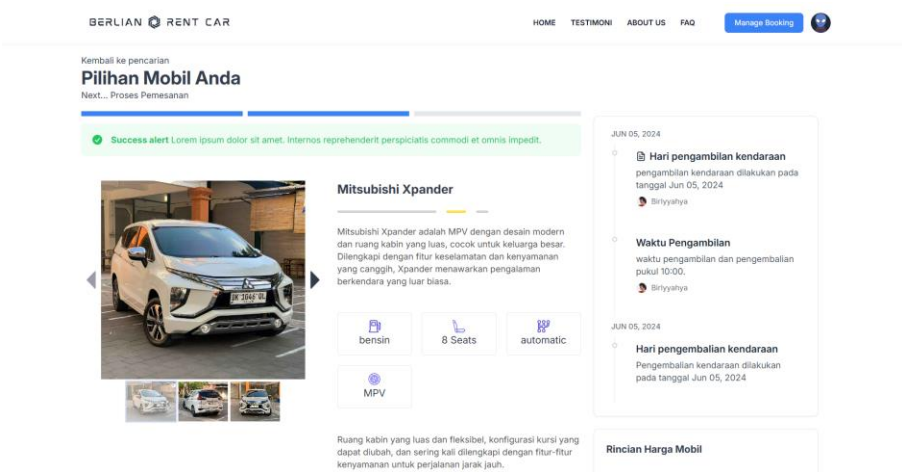 BERLIAN RENT CAR
HOME TESTIMONI ABOUT US FAQ Manage Booking
Kembali ke pencarian
Pilihan Mobil Anda
Next... Proses Pemesanan
Success alert Lorem ipsum dolor sit amet. Internos reprehenderit perspiciatis commodi et omnis impedit.
Mitsubishi Xpander
Mitsubishi Xpander adalah MPV dengan desain modern
dan ruang kabin yang luas, cocok untuk keluarga besar.
Dilengkapi dengan fitur keselamatan dan kenyamanan
yang canggih, Xpander menawarkan pengalaman
berkendara yang luar biasa.
bensin
8 Seats
automatic
MPV
Ruang kabin yang luas dan fleksibel, konfigurasi kursi yang
dapat diubah, dan sering kali dilengkapi dengan fitur-fitur
kenyamanan untuk perjalanan jarak jauh.
JUN 05, 2024
Hari pengambilan kendaraan
pengambilan kendaraan dilakukan pada
tanggal Jun 05, 2024
Birlyyahya
Waktu Pengambilan
waktu pengambilan dan pengembalian
pukul 10:00.
Birlyyahya
JUN 05, 2024
Hari pengembalian kendaraan
Pengembalian kendaraan dilakukan
pada tanggal Jun 05, 2024
Rincian Harga Mobil